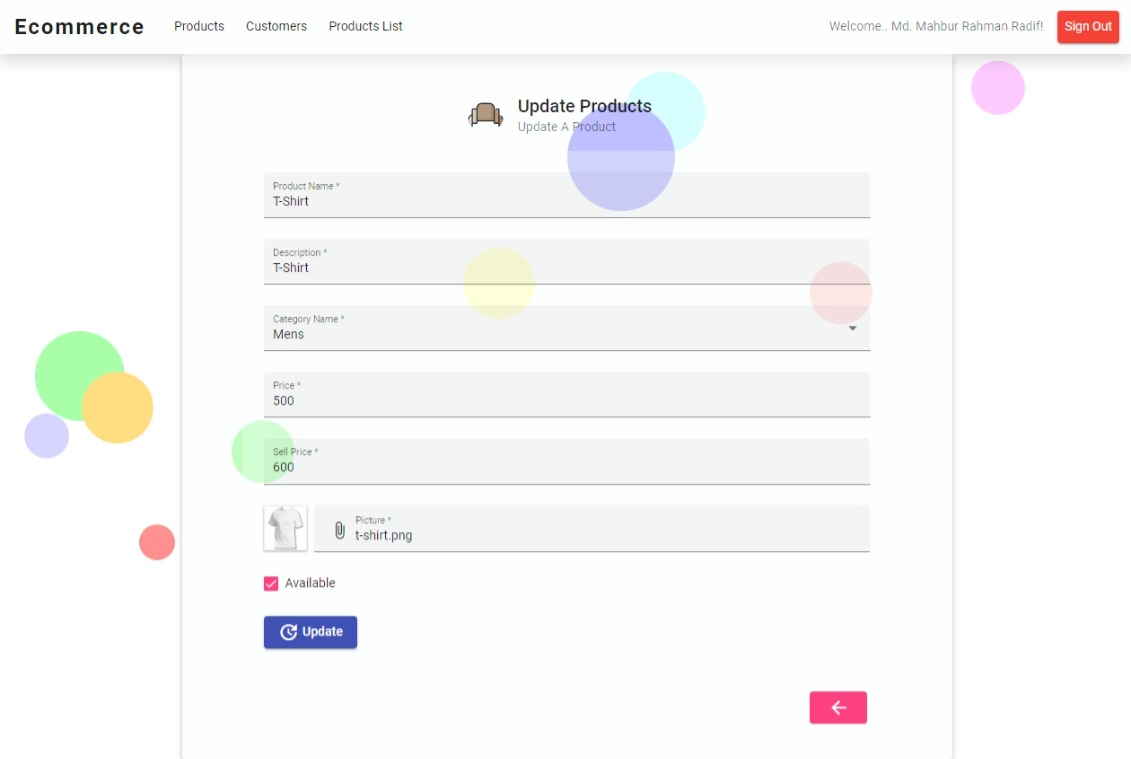 Ecommerce Products Customers Products List Welcome.. Md. Mahbur Rahman Radif! Sign Out
Update Products
Update A Product
Product Name *
T-Shirt
Description *
T-Shirt
Category Name *
Mens
Price *
500
Sell Price *
600
Picture *
t-shirt.png
Available
Update